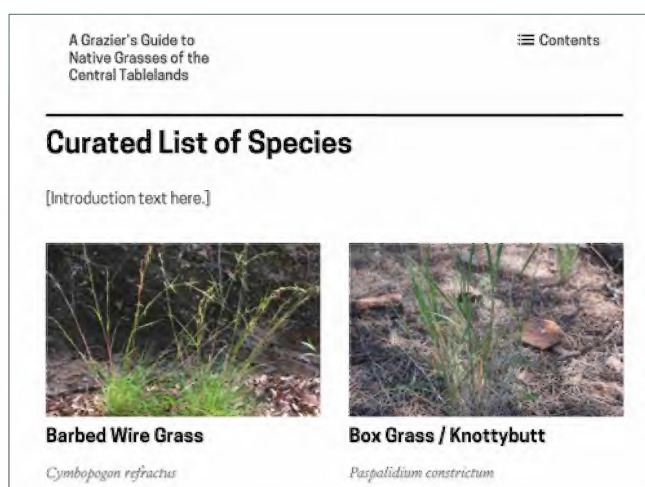 A Grazier's Guide to
Native Grasses of the
Central Tablelands
Contents
Curated List of Species
[Introduction text here.]
Barbed Wire Grass
Box Grass / Knottybutt
Cymbopogon refractus
Paspalidium constrictum